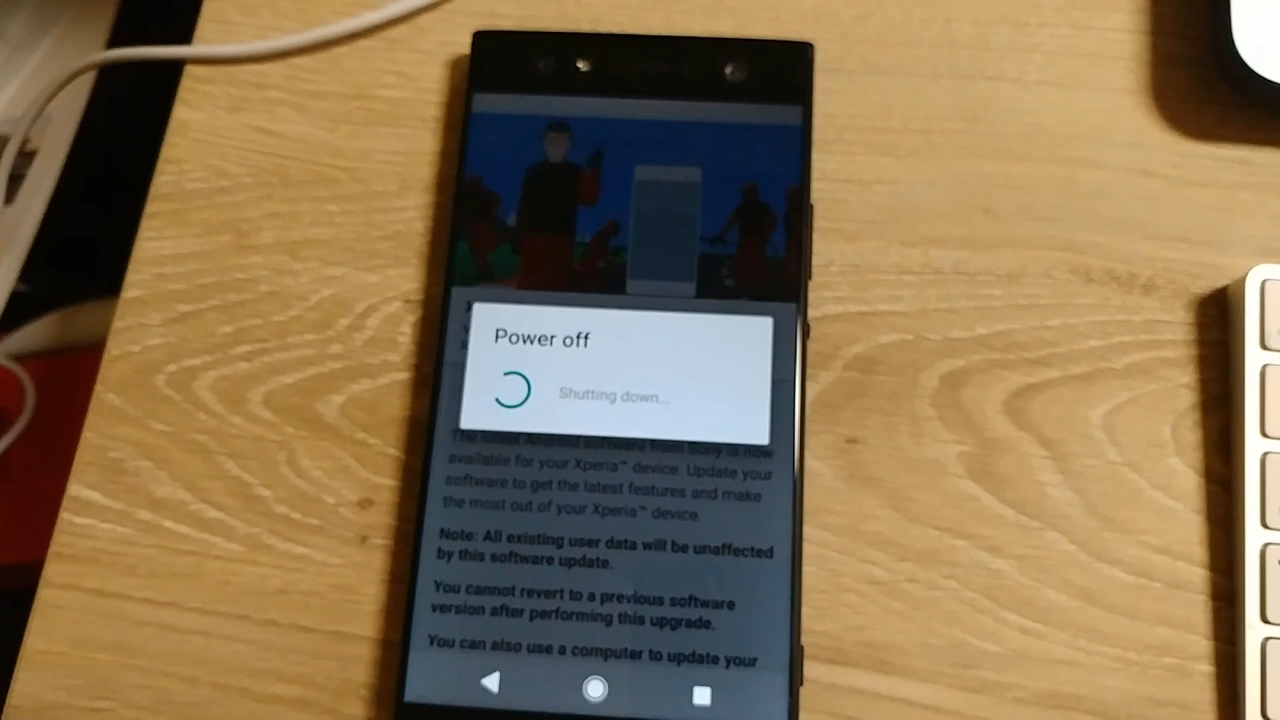 Power off
Shutting down...
The latest Android software from Sony is now
available for your Xperia™ device. Update your
software to get the latest features and make
the most out of your Xperia™ device.
Note: All existing user data will be unaffected
by this software update.
You cannot revert to a previous software
version after performing this upgrade.
You can also use a computer to update your